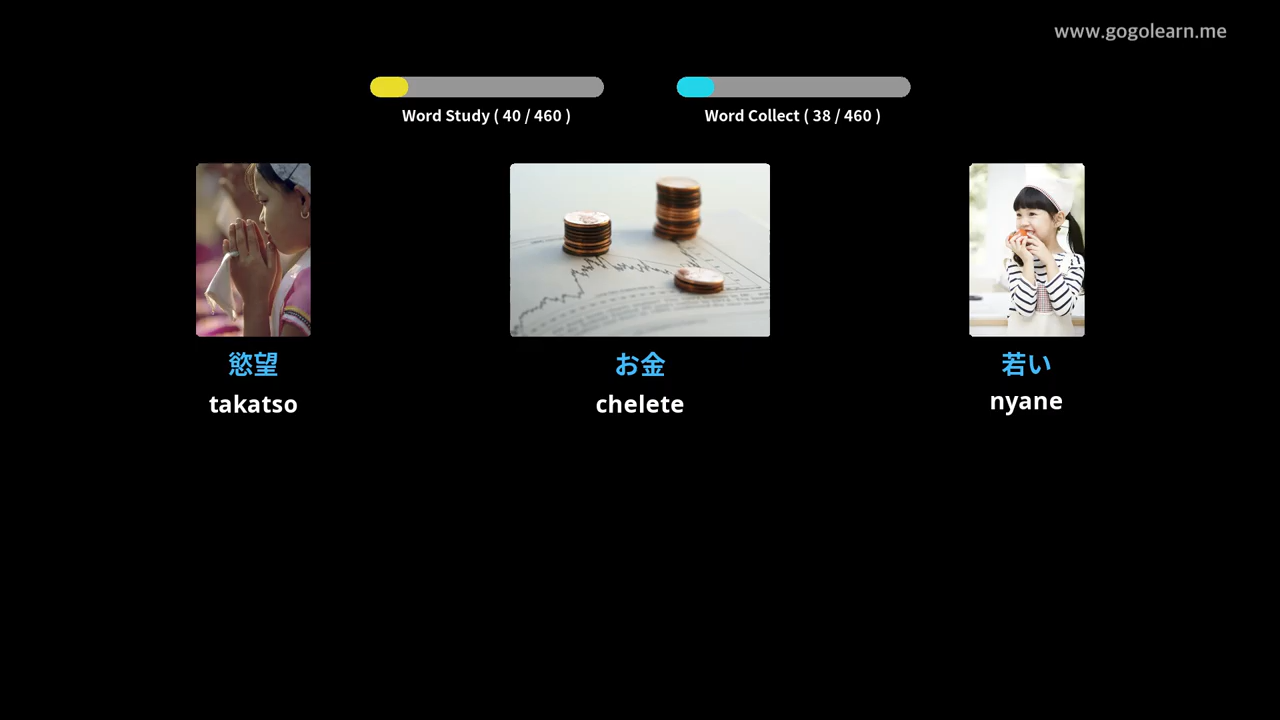 www.gogolearn.me
Word Study ( 40 / 460 )
Word Collect ( 38 / 460 )
慾望
takatso
お金
chelete
若い
nyane